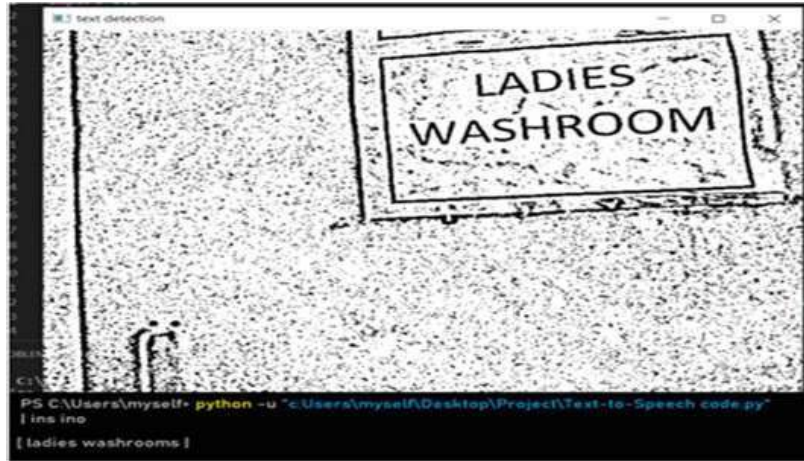 text detection
LADIES
WASHROOM
PS C:\Users\myself> python -u "c:Users\myself\Desktop\Project\Text-to-Speech code.py"
| ins ino
[ ladies washrooms ]